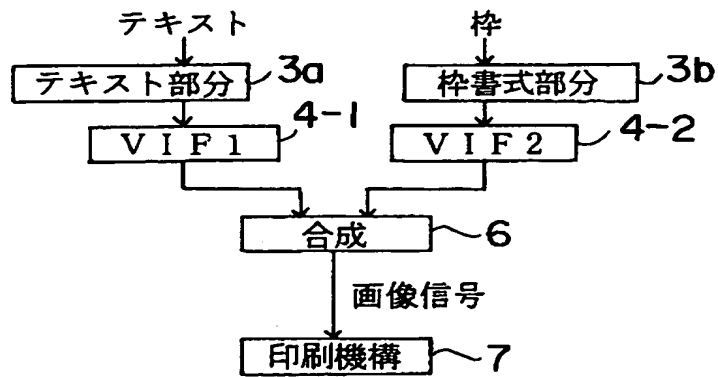 テキスト 枠
テキスト部分 3a 枠書式部分 3b
VIF1 4-1 VIF2 4-2
合成 6
画像信号
印刷機構 7